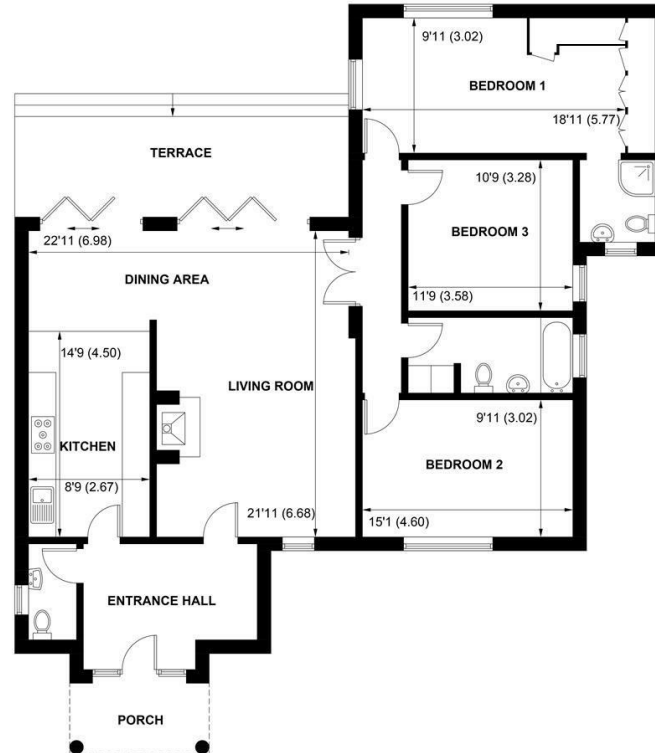 9'11 (3.02)
BEDROOM 1
18'11 (5.77)
TERRACE
10'9 (3.28)
BEDROOM 3
22'11 (6.98)
DINING AREA
11'9 (3.58)
14'9 (4.50)
LIVING ROOM
9'11 (3.02)
KITCHEN
BEDROOM 2
8'9 (2.67)
21'11 (6.68)
15'1 (4.60)
ENTRANCE HALL
PORCH